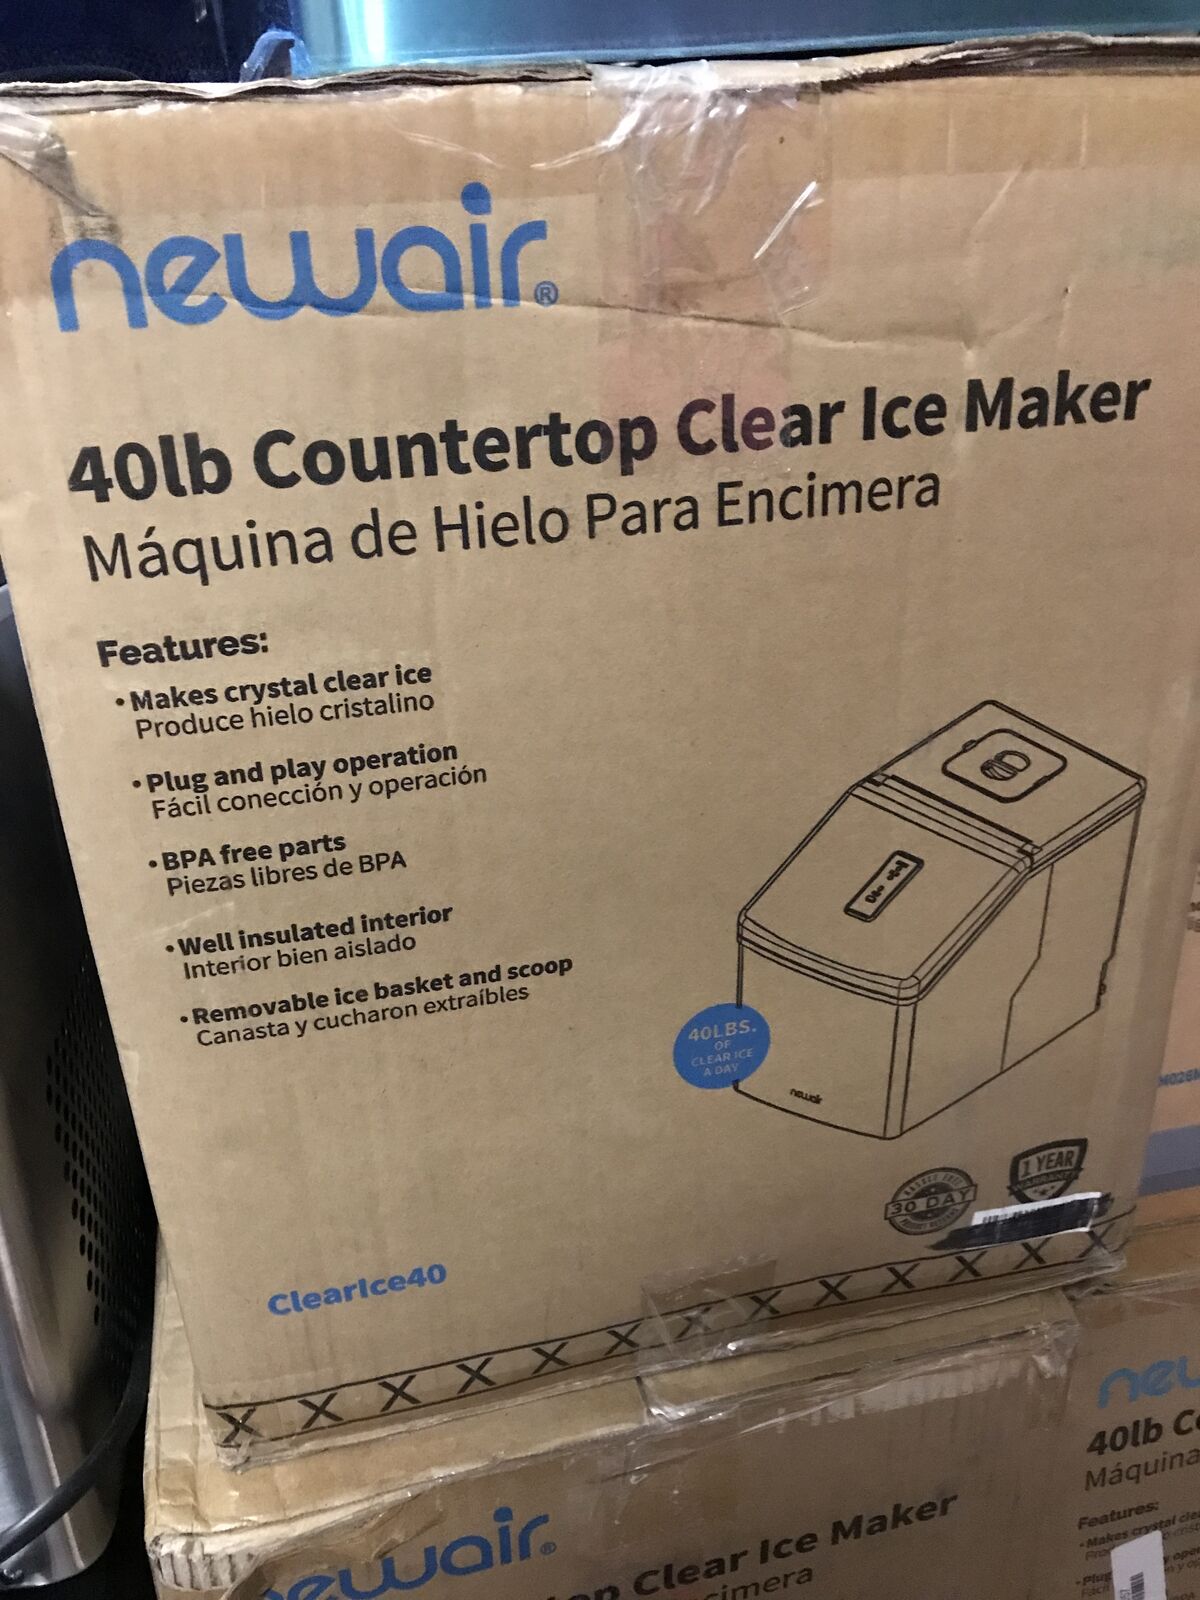 newair®
40lb Countertop Clear Ice Maker
Máquina de Hielo Para Encimera
Features:
•Makes crystal clear ice
Produce hielo cristalino
•Plug and play operation
Fácil conección y operación
•BPA free parts
Piezas libres de BPA
•Well insulated interior
Interior bien aislado
•Removable ice basket and scoop
Canasta y cucharon extraíbles
40LBS.
OF
CLEAR ICE
A DAY
newair
30 DAY
1 YEAR
WARRANTY
ClearIce40
X X X X X X X X X X X X X
newair®
Clear Ice Maker
40lb
Máquina
Features: